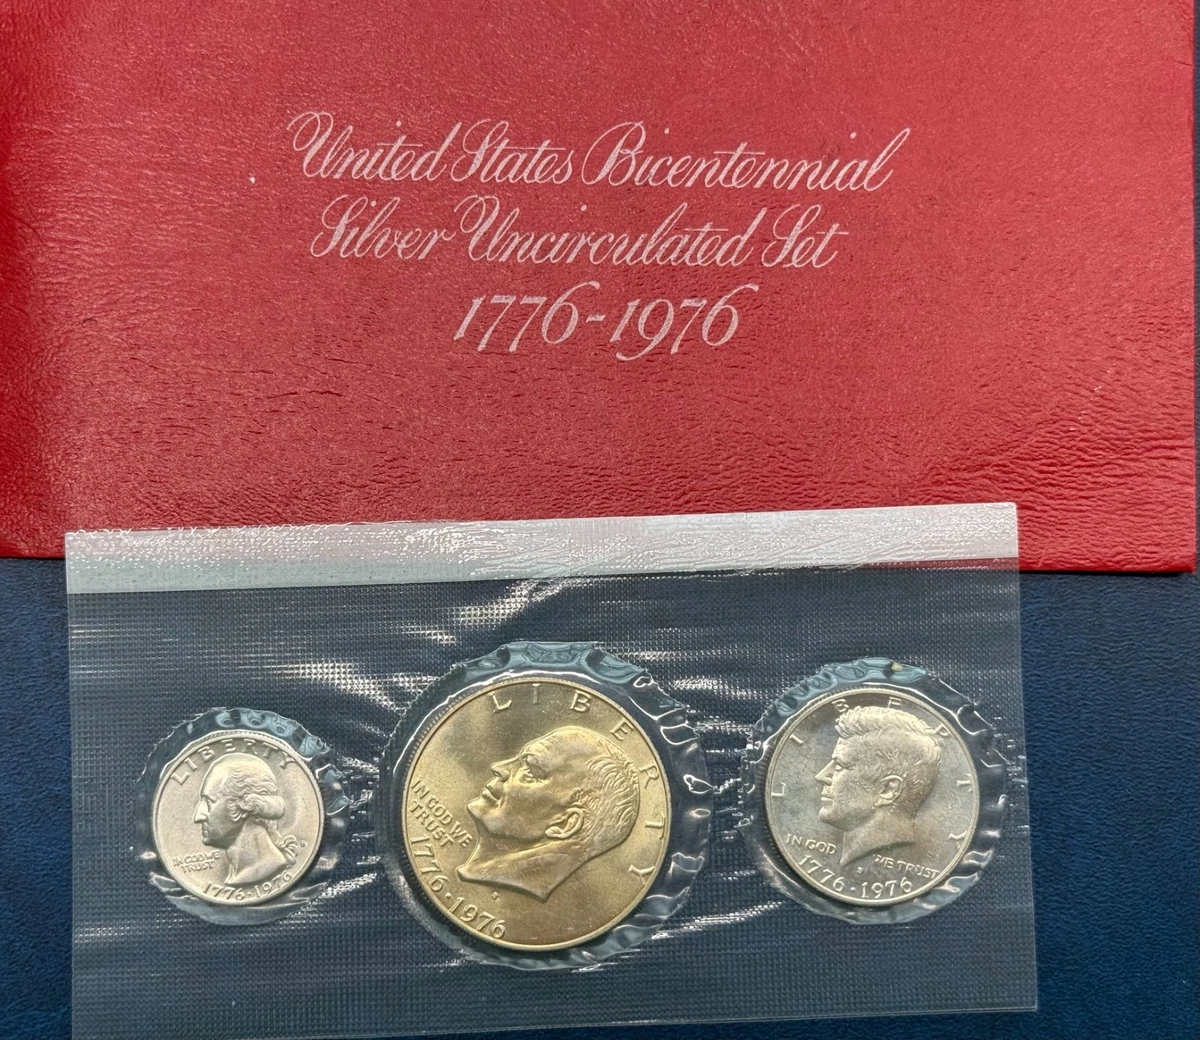 United States Bicentennial
Silver Uncirculated Set
1776-1976
LIBERTY
IN GOD WE
TRUST
1776·1976
LIBERTY
IN GOD WE
TRUST
1776·1976
LIBERTY
IN GOD WE TRUST
1776·1976